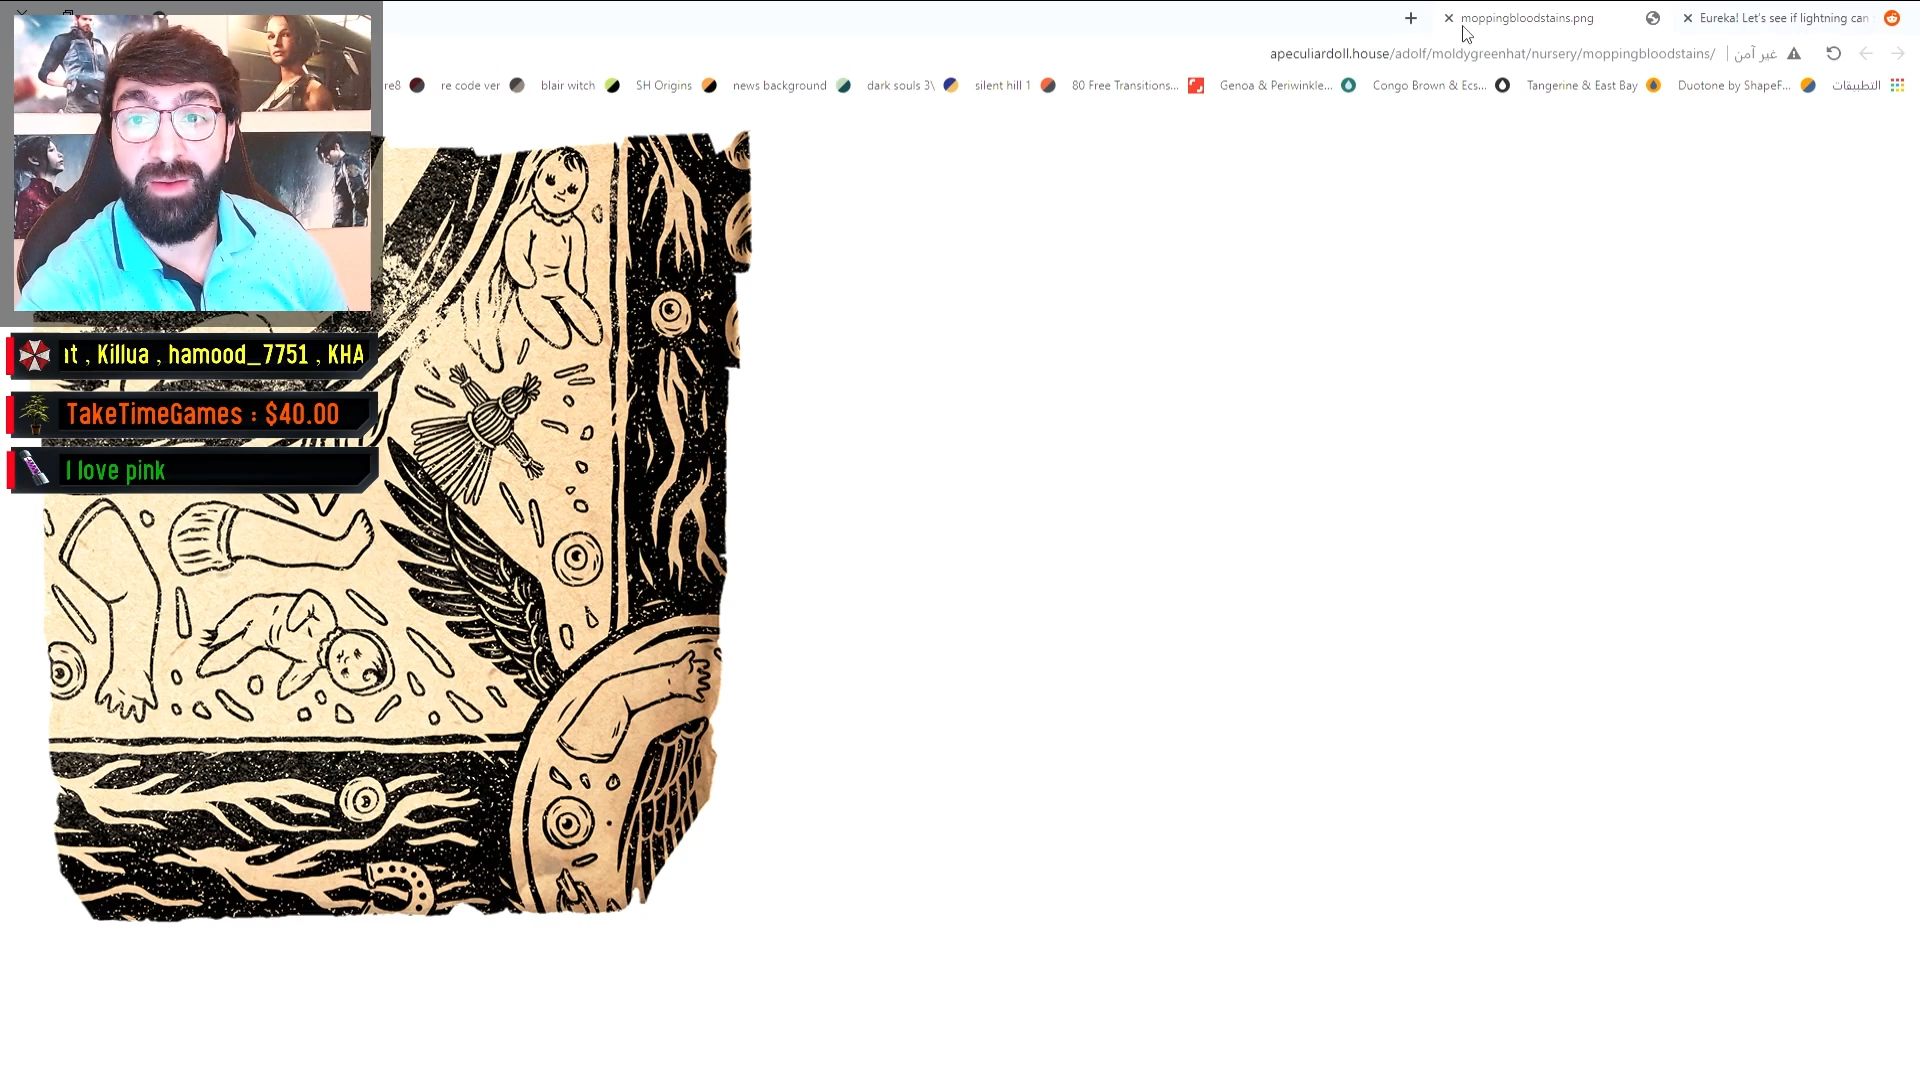 moppingbloodstains.png
Eureka! Let's see if lightning can
apeculiardoll.house/adolf/moldygreenhat/nursery/moppingbloodstains/
غير آمن
re8
re code ver
blair witch
SH Origins
news background
dark souls 3\
silent hill 1
80 Free Transitions...
Genoa & Periwinkle...
Congo Brown & Ecs...
Tangerine & East Bay
Duotone by ShapeF...
التطبيقات
, Killua , hamood_7751 , KHA
TakeTimeGames : $40.00
I love pink